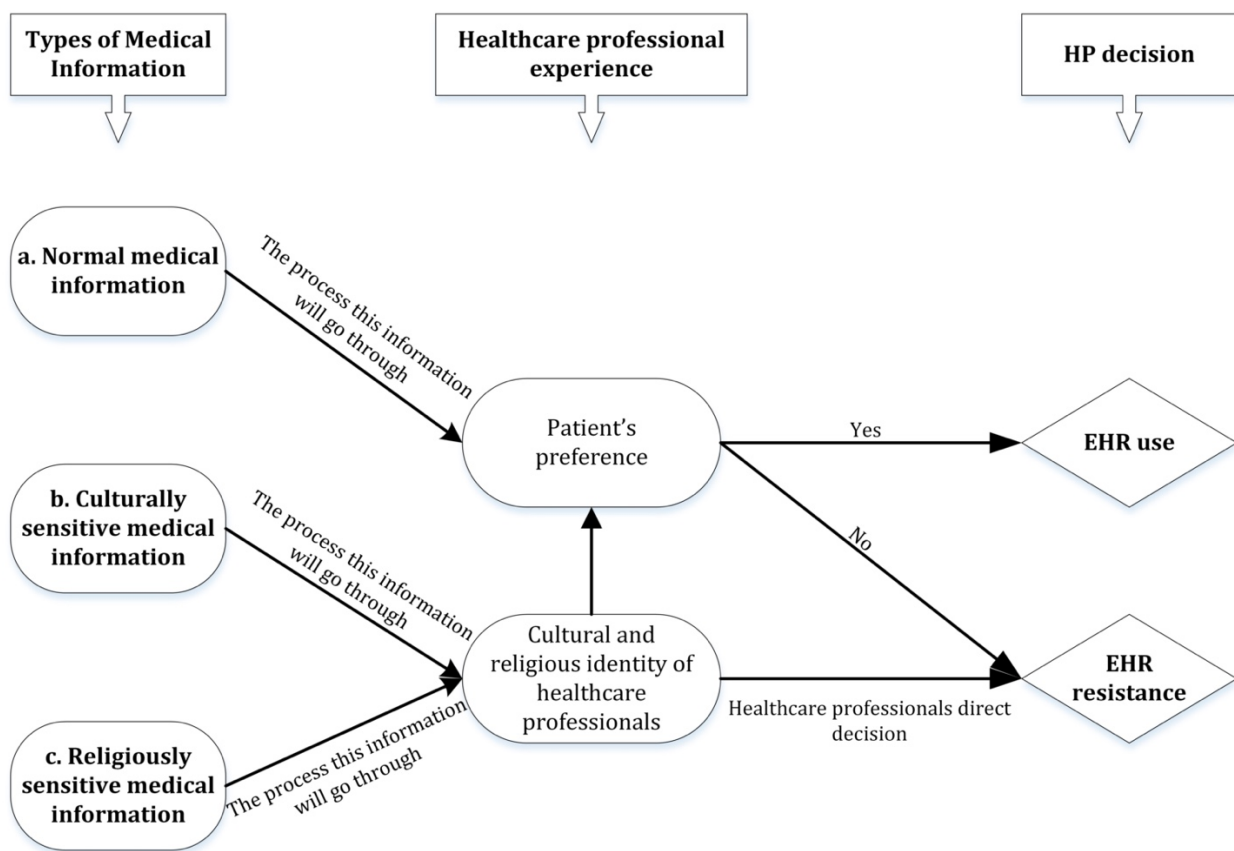 Types of Medical
Information
Healthcare professional
experience
HP decision
a. Normal medical
information
The process this information
will go through
Patient's
preference
Yes
EHR use
b. Culturally
sensitive medical
information
The process this information
will go through
No
Cultural and
religious identity of
healthcare
professionals
EHR
resistance
Healthcare professionals direct
decision
c. Religiously
sensitive medical
information
The process this information
will go through